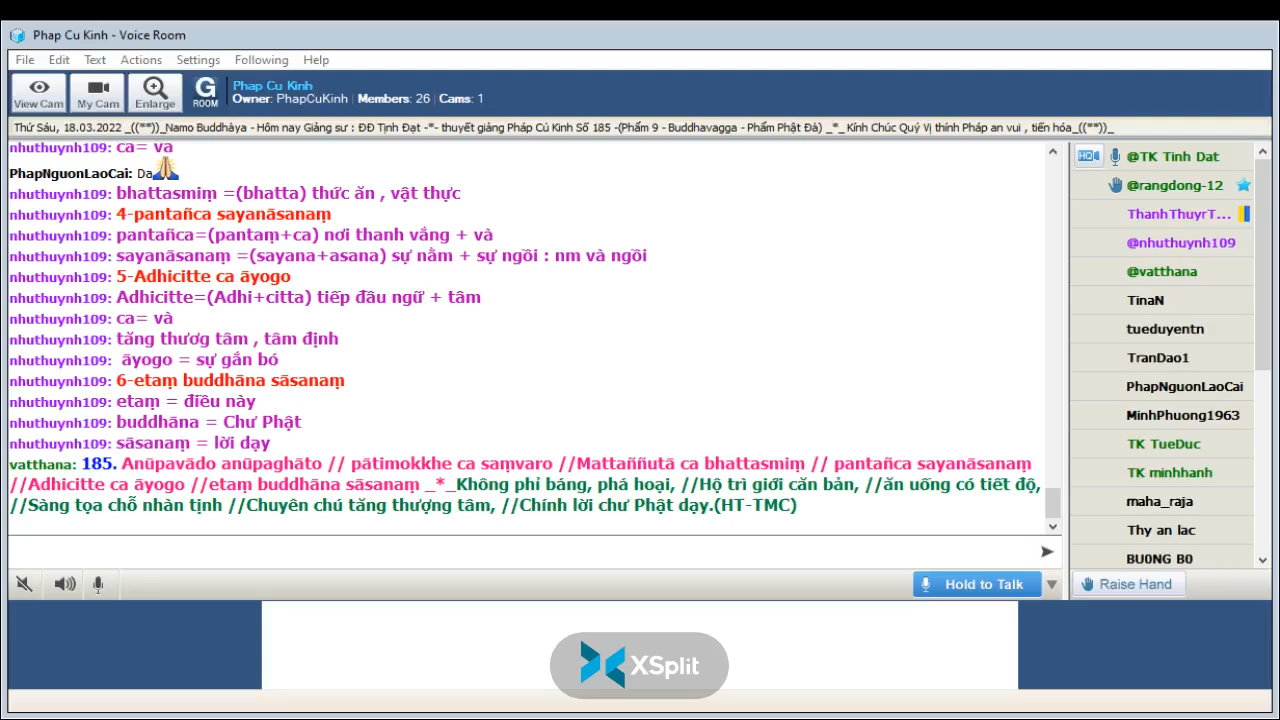 Phap Cu Kinh - Voice Room
File Edit Text Actions Settings Following Help
View Cam My Cam Enlarge G ROOM
Phap Cu Kinh
Owner: PhapCuKinh | Members: 26 | Cams: 1
Thứ Sáu, 18.03.2022 _((**))_Namo Buddhàya - Hôm nay Giảng sư : ĐĐ Tịnh Đạt -*- thuyết giảng Pháp Cú Kinh Số 185 -(Phẩm 9 - Buddhavagga - Phẩm Phật Đà) _*_ Kính Chúc Quý Vị thính Pháp an vui , tiến hóa_((**))_
nhuthuynh109: ca= và
PhapNguonLaoCai: Da
nhuthuynh109: bhattasmiṃ =(bhatta) thức ăn , vật thực
nhuthuynh109: 4-pantañca sayanāsanaṃ
nhuthuynh109: pantañca=(pantaṃ+ca) nơi thanh vắng + và
nhuthuynh109: sayanāsanaṃ =(sayana+asana) sự nằm + sự ngồi : nm và ngồi
nhuthuynh109: 5-Adhicitte ca āyogo
nhuthuynh109: Adhicitte=(Adhi+citta) tiếp đầu ngữ + tâm
nhuthuynh109: ca= và
nhuthuynh109: tăng thươg tâm , tâm định
nhuthuynh109: āyogo = sự gắn bó
nhuthuynh109: 6-etaṃ buddhāna sāsanaṃ
nhuthuynh109: etaṃ = điều này
nhuthuynh109: buddhāna = Chư Phật
nhuthuynh109: sāsanaṃ = lời dạy
vatthana: 185. Anūpavādo anūpaghāto // pātimokkhe ca saṃvaro //Mattaññutā ca bhattasmiṃ // pantañca sayanāsanaṃ
//Adhicitte ca āyogo //etaṃ buddhāna sāsanaṃ _*_Không phỉ báng, phá hoại, //Hộ trì giới căn bản, //ăn uống có tiết độ,
//Sàng tọa chỗ nhàn tịnh //Chuyên chú tăng thượng tâm, //Chính lời chư Phật dạy.(HT-TMC)
HQ @TK Tinh Dat
@rangdong-12
ThanhThuyrT...
@nhuthuynh109
@vatthana
TinaN
tueduyentn
TranDao1
PhapNguonLaoCai
MinhPhuong1963
TK TueDuc
TK minhhanh
maha_raja
Thy an lac
BU0NG B0
Hold to Talk
Raise Hand
XSplit